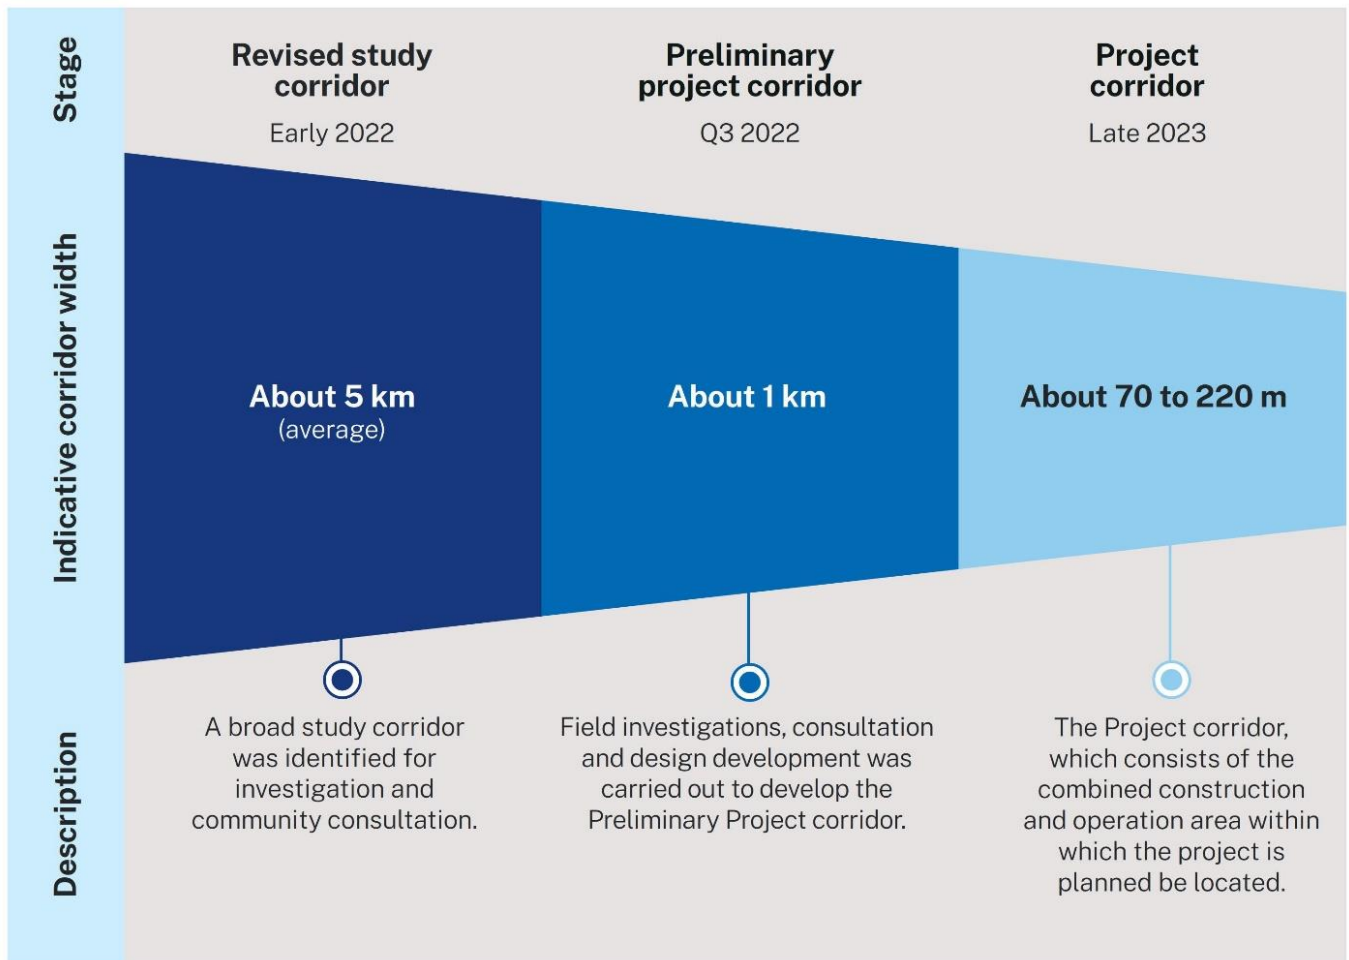 Stage
Revised study
corridor
Early 2022
Preliminary
project corridor
Q3 2022
Project
corridor
Late 2023
Indicative corridor width
About 5 km
(average)
About 1 km
About 70 to 220 m
Description
A broad study corridor
was identified for
investigation and
community consultation.
Field investigations, consultation
and design development was
carried out to develop the
Preliminary Project corridor.
The Project corridor,
which consists of the
combined construction
and operation area within
which the project is
planned be located.